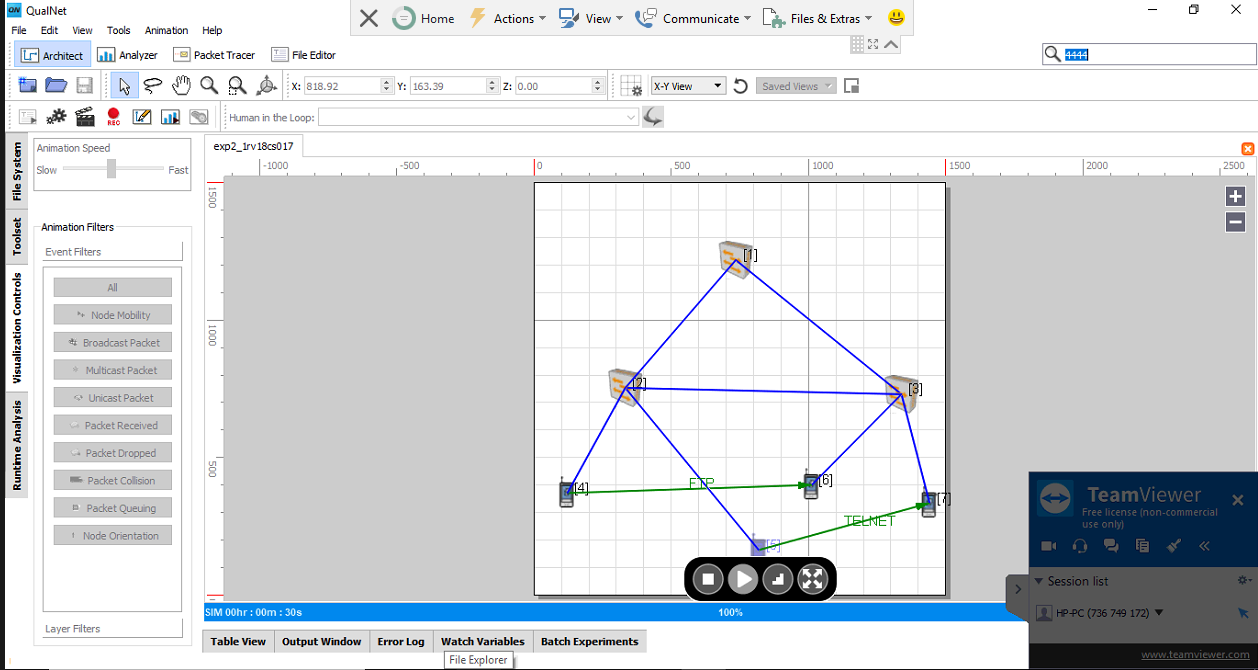 QN QualNet
Home Actions View Communicate Files & Extras
File Edit View Tools Animation Help
Architect Analyzer Packet Tracer File Editor
4444
X: 818.92 Y: 163.39 Z: 0.00 X-Y View Saved Views
REC Human in the Loop:
File System
Toolset
Visualization Controls
Runtime Analysis
Animation Speed
Slow Fast
Animation Filters
Event Filters
All
Node Mobility
Broadcast Packet
Multicast Packet
Unicast Packet
Packet Received
Packet Dropped
Packet Collision
Packet Queuing
Node Orientation
Layer Filters
exp2_1rv18cs017
-1000 -500 0 500 1000 1500 2000 2500
1500
1000
500
[1]
[2] [3]
[4] FTP [6]
[7]
TELNET
[5]
SIM 00hr : 00m : 30s 100%
Table View Output Window Error Log Watch Variables Batch Experiments
File Explorer
TeamViewer
Free license (non-commercial
use only)
Session list
HP-PC (736 749 172)
www.teamviewer.com